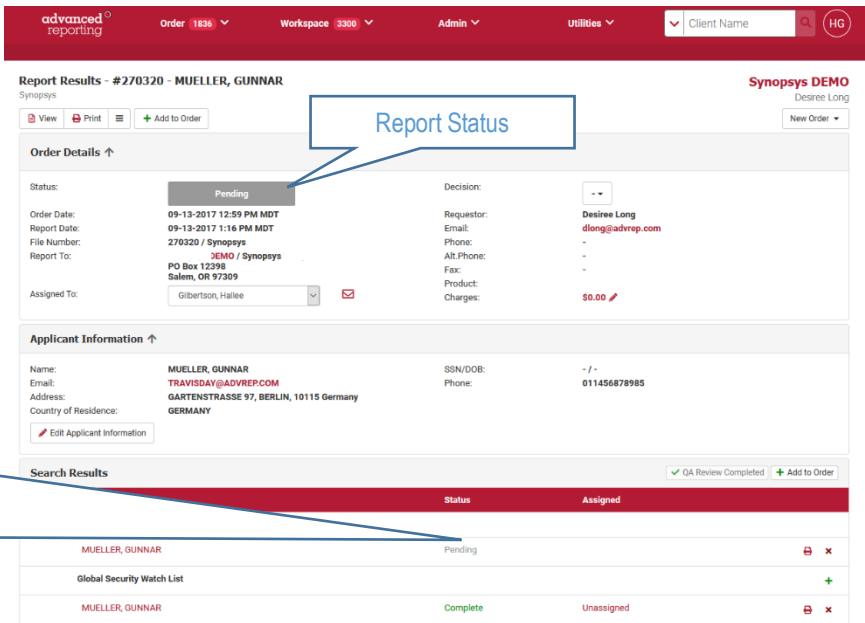 advanced
reporting
Order 1836
Workspace 3300
Admin
Utilities
Client Name
HG
Report Results - #270320 - MUELLER, GUNNAR
Synopsys DEMO
Synopsys
Desiree Long
View Print + Add to Order
New Order
Report Status
Order Details ↑
Status: Pending Decision: -
Order Date: 09-13-2017 12:59 PM MDT Requestor: Desiree Long
Report Date: 09-13-2017 1:16 PM MDT Email: dlong@advrep.com
File Number: 270320 / Synopsys Phone: -
Report To: DEMO / Synopsys Alt.Phone: -
PO Box 12398 Fax: -
Salem, OR 97309 Product:
Assigned To: Gilbertson, Hailee Charges: $0.00
Applicant Information ↑
Name: MUELLER, GUNNAR SSN/DOB: - / -
Email: TRAVISDAY@ADVREP.COM Phone: 011456878985
Address: GARTENSTRASSE 97, BERLIN, 10115 Germany
Country of Residence: GERMANY
Edit Applicant Information
Search Results QA Review Completed + Add to Order
Status Assigned
MUELLER, GUNNAR Pending
Global Security Watch List
MUELLER, GUNNAR Complete Unassigned